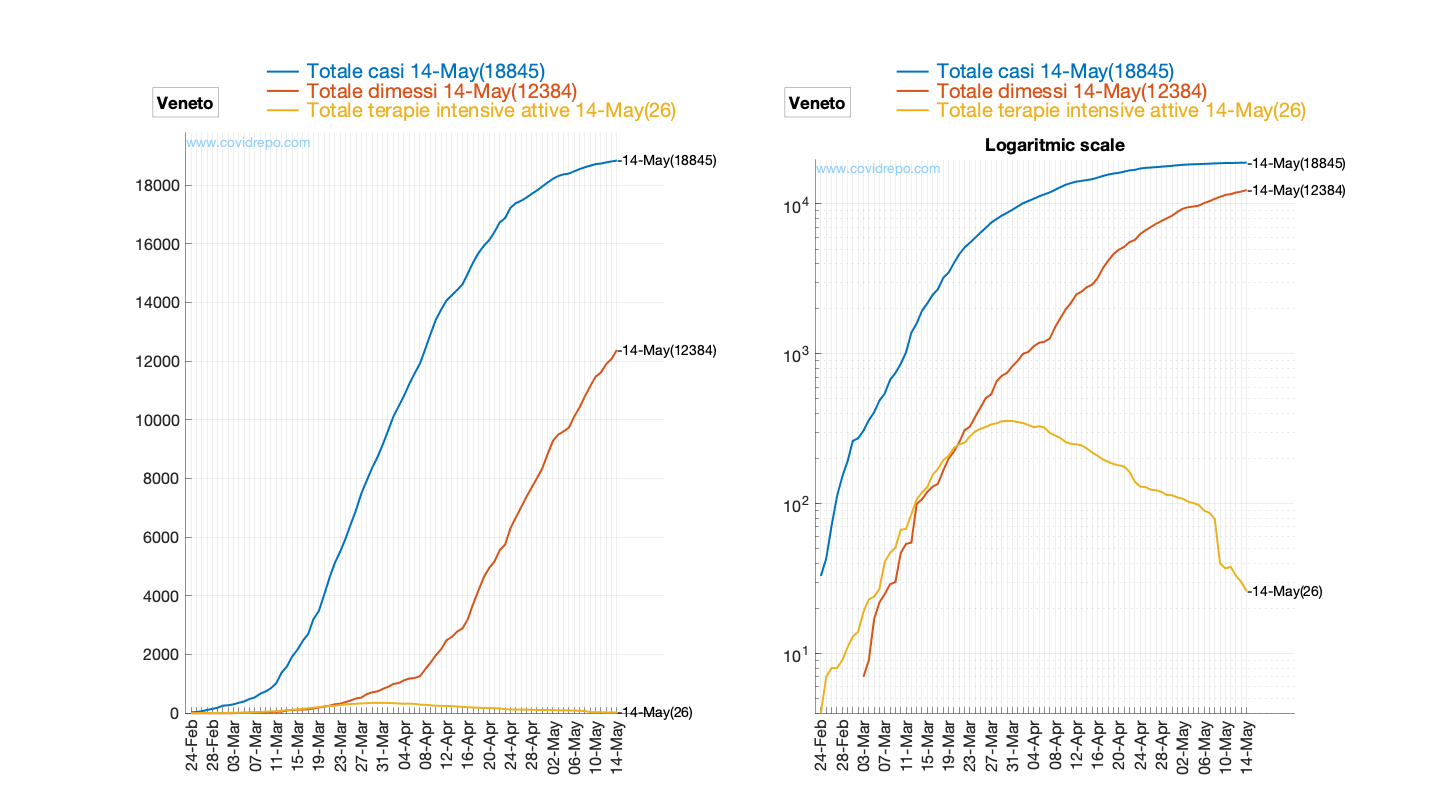 Totale casi 14-May(18845)
Totale dimessi 14-May(12384)
Totale terapie intensive attive 14-May(26)
Veneto
www.covidrepo.com
-14-May(18845)
-14-May(12384)
-14-May(26)
18000
16000
14000
12000
10000
8000
6000
4000
2000
0
24-Feb
28-Feb
03-Mar
07-Mar
11-Mar
15-Mar
19-Mar
23-Mar
27-Mar
31-Mar
04-Apr
08-Apr
12-Apr
16-Apr
20-Apr
24-Apr
28-Apr
02-May
06-May
10-May
14-May
Totale casi 14-May(18845)
Totale dimessi 14-May(12384)
Totale terapie intensive attive 14-May(26)
Veneto
Logaritmic scale
www.covidrepo.com
-14-May(18845)
-14-May(12384)
-14-May(26)
10^4
10^3
10^2
10^1
24-Feb
28-Feb
03-Mar
07-Mar
11-Mar
15-Mar
19-Mar
23-Mar
27-Mar
31-Mar
04-Apr
08-Apr
12-Apr
16-Apr
20-Apr
24-Apr
28-Apr
02-May
06-May
10-May
14-May